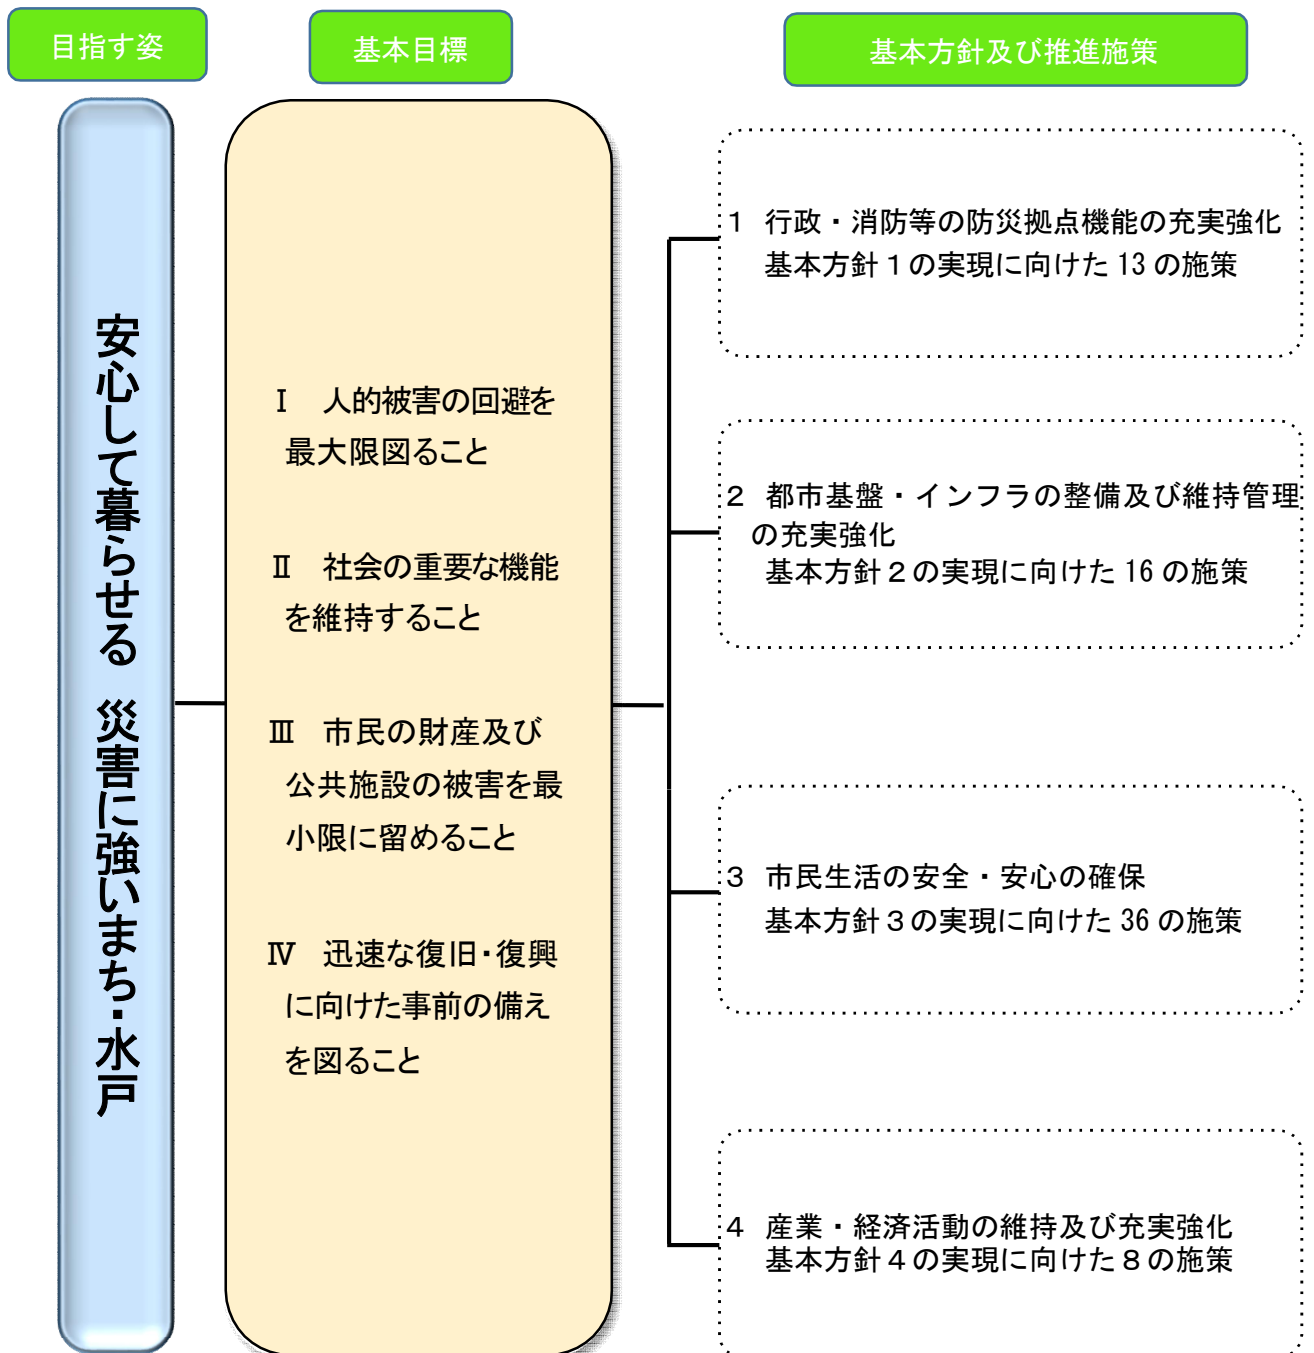 目指す姿
基本目標
基本方針及び推進施策
安心して暮らせる　災害に強いまち・水戸
Ⅰ　人的被害の回避を
最大限図ること
Ⅱ　社会の重要な機能
を維持すること
Ⅲ　市民の財産及び
公共施設の被害を最
小限に留めること
Ⅳ　迅速な復旧・復興
に向けた事前の備え
を図ること
1　行政・消防等の防災拠点機能の充実強化
基本方針１の実現に向けた 13 の施策
2　都市基盤・インフラの整備及び維持管理
の充実強化
基本方針２の実現に向けた 16 の施策
3　市民生活の安全・安心の確保
基本方針３の実現に向けた 36 の施策
4　産業・経済活動の維持及び充実強化
基本方針４の実現に向けた８の施策